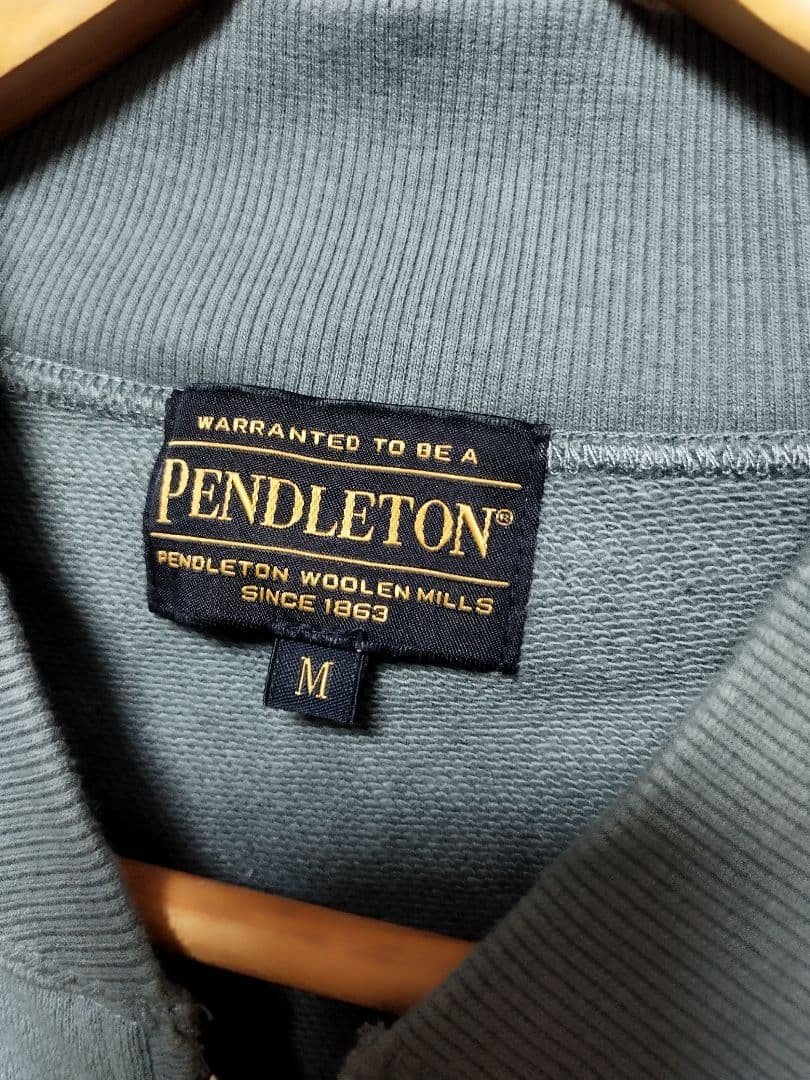 WARRANTED TO BE A
PENDLETON®
PENDLETON WOOLEN MILLS
SINCE 1863
M